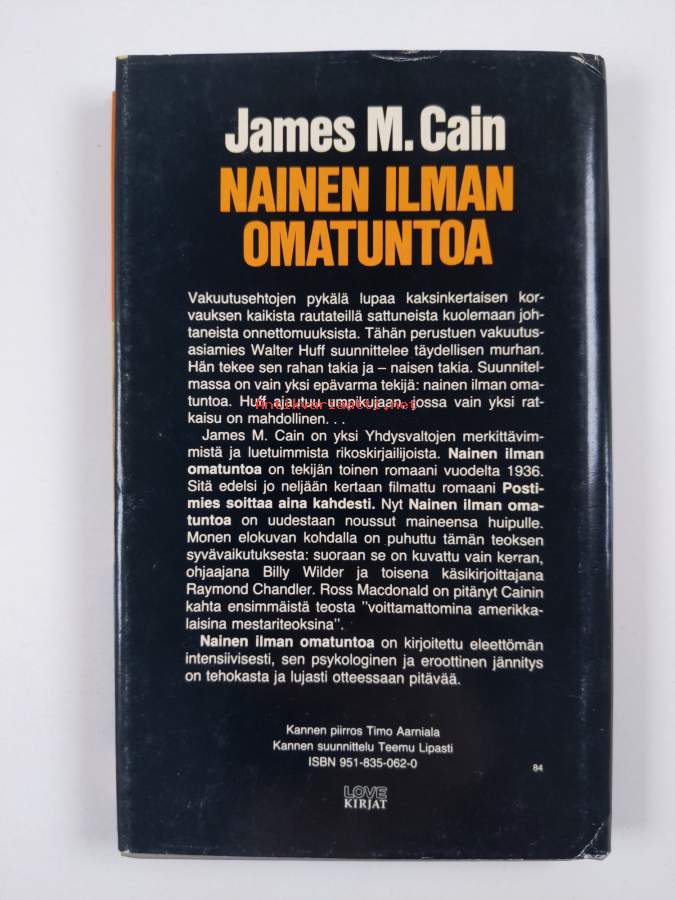 James M. Cain
NAINEN ILMAN
OMATUNTOA
Vakuutusehtojen pykälä lupaa kaksinkertaisen kor-
vauksen kaikista rautateillä sattuneista kuolemaan joh-
taneista onnettomuuksista. Tähän perustuen vakuutus-
asiamies Walter Huff suunnittelee täydellisen murhan.
Hän tekee sen rahan takia ja – naisen takia. Suunnitel-
massa on vain yksi epävarma tekijä: nainen ilman oma-
tuntoa. Huff ajautuu umpikujaan, jossa vain yksi rat-
Antikvariaatti.net
kaisu on mahdollinen. . .
James M. Cain on yksi Yhdysvaltojen merkittävim-
mistä ja luetuimmista rikoskirjailijoista. Nainen ilman
omatuntoa on tekijän toinen romaani vuodelta 1936.
Sitä edelsi jo neljään kertaan filmattu romaani Posti-
mies soittaa aina kahdesti. Nyt Nainen ilman oma-
tuntoa on uudestaan noussut maineensa huipulle.
Monen elokuvan kohdalla on puhuttu tämän teoksen
syvävaikutuksesta: suoraan se on kuvattu vain kerran,
ohjaajana Billy Wilder ja toisena käsikirjoittajana
Raymond Chandler. Ross Macdonald on pitänyt Cainin
kahta ensimmäistä teosta "voittamattomina amerikka-
laisina mestariteoksina".
Nainen ilman omatuntoa on kirjoitettu eleettömän
intensiivisesti, sen psykologinen ja eroottinen jännitys
on tehokasta ja lujasti otteessaan pitävää.
Kannen piirros Timo Aarniala
Kannen suunnittelu Teemu Lipasti
ISBN 951-835-062-0
84
LOVE
KIRJAT